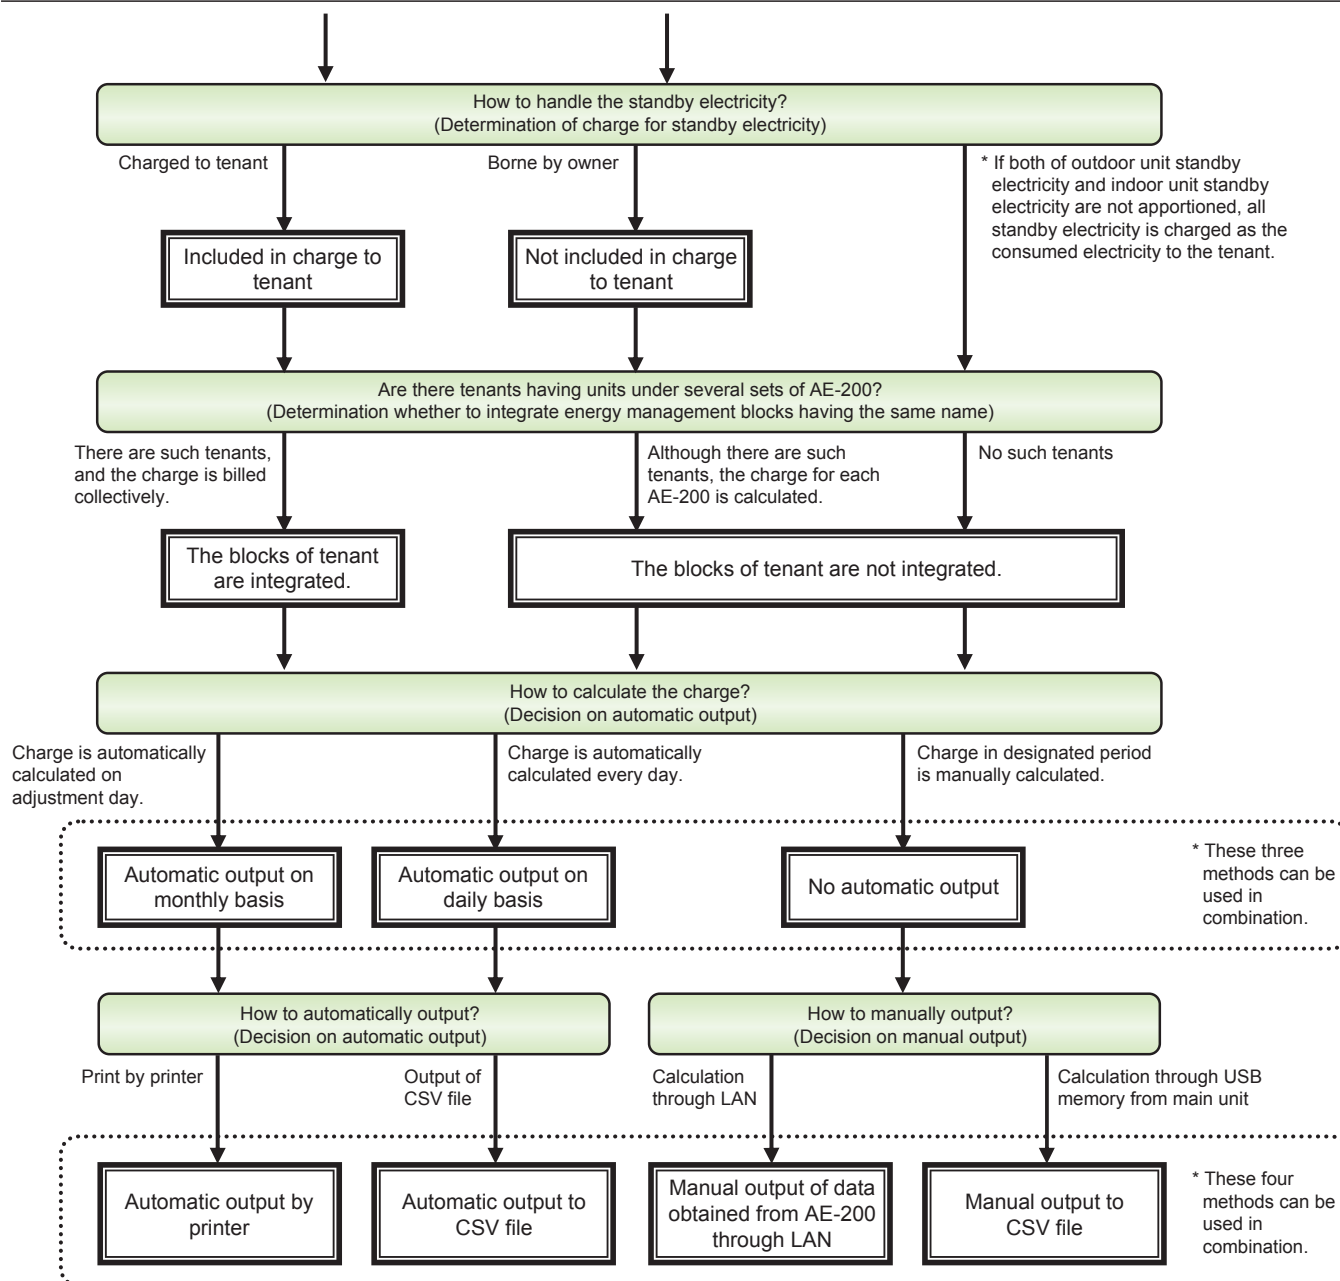 How to handle the standby electricity?
(Determination of charge for standby electricity)
Charged to tenant
Borne by owner
* If both of outdoor unit standby
electricity and indoor unit standby
electricity are not apportioned, all
standby electricity is charged as the
consumed electricity to the tenant.
Included in charge to
tenant
Not included in charge
to tenant
Are there tenants having units under several sets of AE-200?
(Determination whether to integrate energy management blocks having the same name)
There are such tenants,
and the charge is billed
collectively.
Although there are such
tenants, the charge for each
AE-200 is calculated.
No such tenants
The blocks of tenant
are integrated.
The blocks of tenant are not integrated.
How to calculate the charge?
(Decision on automatic output)
Charge is automatically
calculated on
adjustment day.
Charge is automatically
calculated every day.
Charge in designated period
is manually calculated.
Automatic output on
monthly basis
Automatic output on
daily basis
No automatic output
* These three
methods can be
used in
combination.
How to automatically output?
(Decision on automatic output)
How to manually output?
(Decision on manual output)
Print by printer
Output of
CSV file
Calculation
through LAN
Calculation through USB
memory from main unit
Automatic output by
printer
Automatic output to
CSV file
Manual output of data
obtained from AE-200
through LAN
Manual output to
CSV file
* These four
methods can be
used in
combination.